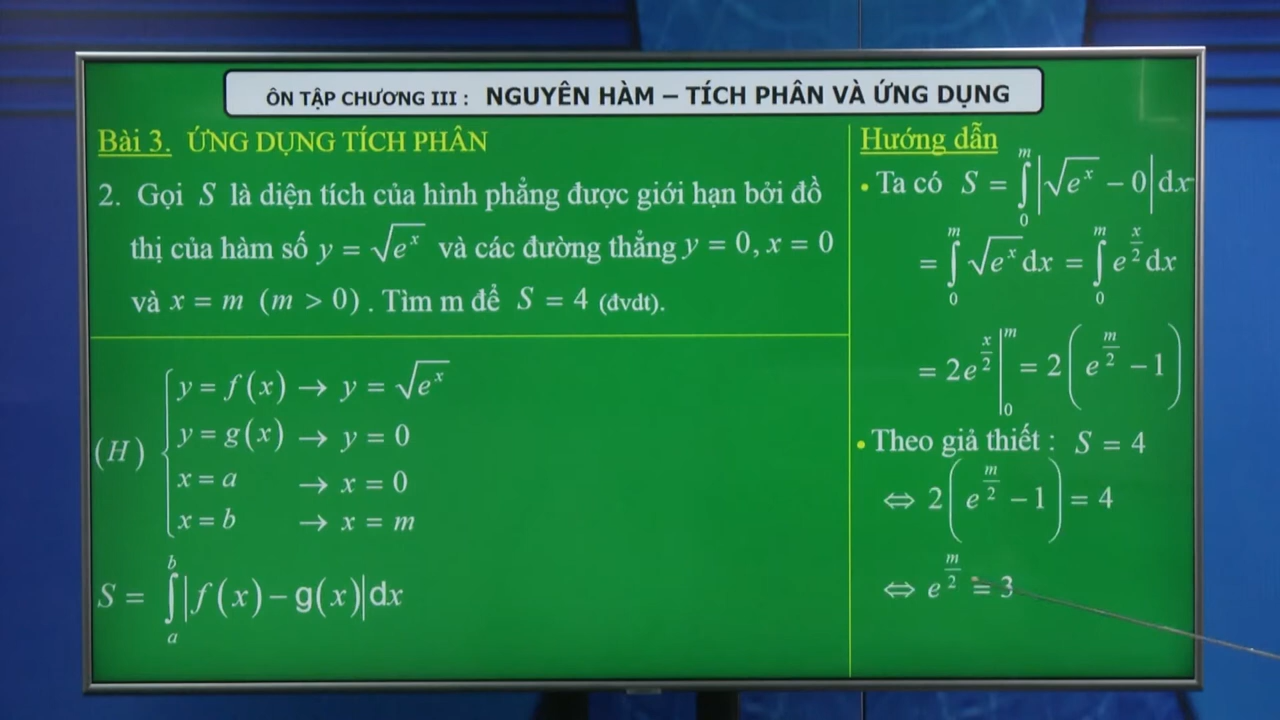 ÔN TẬP CHƯƠNG III : NGUYÊN HÀM – TÍCH PHÂN VÀ ỨNG DỤNG
Bài 3. ỨNG DỤNG TÍCH PHÂN
2. Gọi S là diện tích của hình phẳng được giới hạn bởi đồ
thị của hàm số y = √(e^x) và các đường thẳng y = 0, x = 0
và x = m (m > 0) . Tìm m để S = 4 (đvdt).
(H) { y = f(x) → y = √(e^x)
y = g(x) → y = 0
x = a → x = 0
x = b → x = m
S = ∫_a^b |f(x) – g(x)|dx
Hướng dẫn
• Ta có S = ∫_0^m |√(e^x) – 0| dx
= ∫_0^m √(e^x) dx = ∫_0^m e^(x/2) dx
= 2e^(x/2) |_0^m = 2( e^(m/2) – 1 )
• Theo giả thiết : S = 4
⇔ 2( e^(m/2) – 1 ) = 4
⇔ e^(m/2) = 3